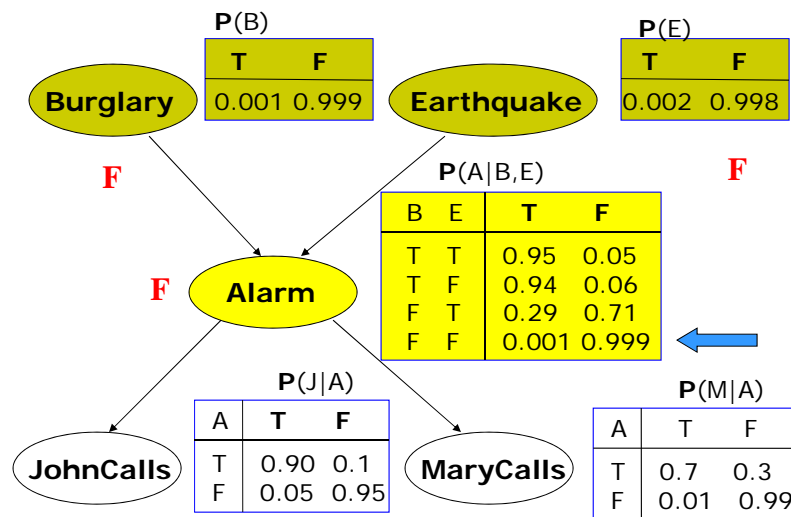 P(B)
T F
0.001 0.999
Burglary
P(E)
T F
0.002 0.998
Earthquake
F
F
P(A|B,E)
B E T F
T T 0.95 0.05
T F 0.94 0.06
F T 0.29 0.71
F F 0.001 0.999
F
Alarm
P(J|A)
A T F
T 0.90 0.1
F 0.05 0.95
P(M|A)
A T F
T 0.7 0.3
F 0.01 0.99
JohnCalls
MaryCalls